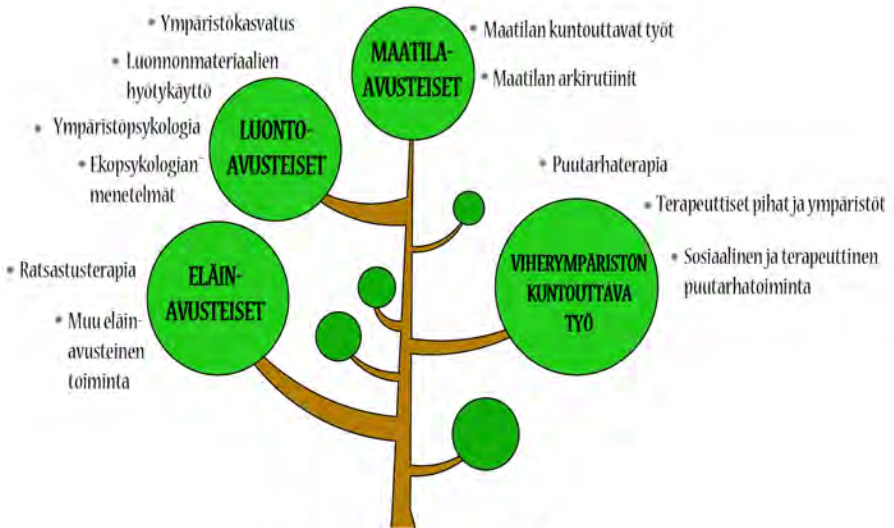 • Ympäristökasvatus
• Luonnonmateriaalien
hyötykäyttö
• Ympäristöpsykologia
• Ekopsykologian
menetelmät
LUONTO-
AVUSTEISET
MAATILA-
AVUSTEISET
• Maatilan kuntouttavat työt
• Maatilan arkirutiinit
• Ratsastusterapia
• Muu eläin-
avusteinen
toiminta
ELÄIN-
AVUSTEISET
• Puutarhaterapia
• Terapeuttiset pihat ja ympäristöt
• Sosiaalinen ja terapeuttinen
puutarhatoiminta
VIHERYMPÄRISTÖN
KUNTOUTTAVA
TYÖ